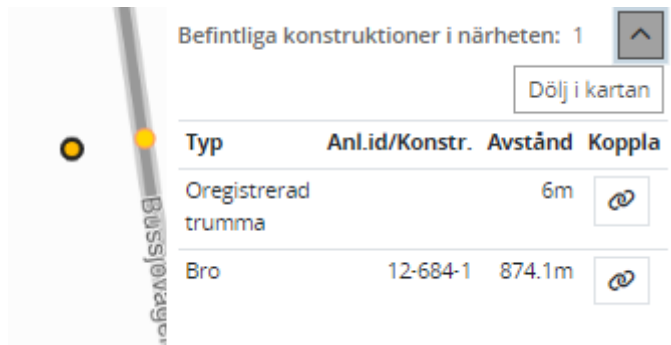 Befintliga konstruktioner i närheten: 1
Dölj i kartan
Typ Anl.id/Konstr. Avstånd Koppla
Oregistrerad 6m
trumma
Bro 12-684-1 874.1m
Bussjövägen